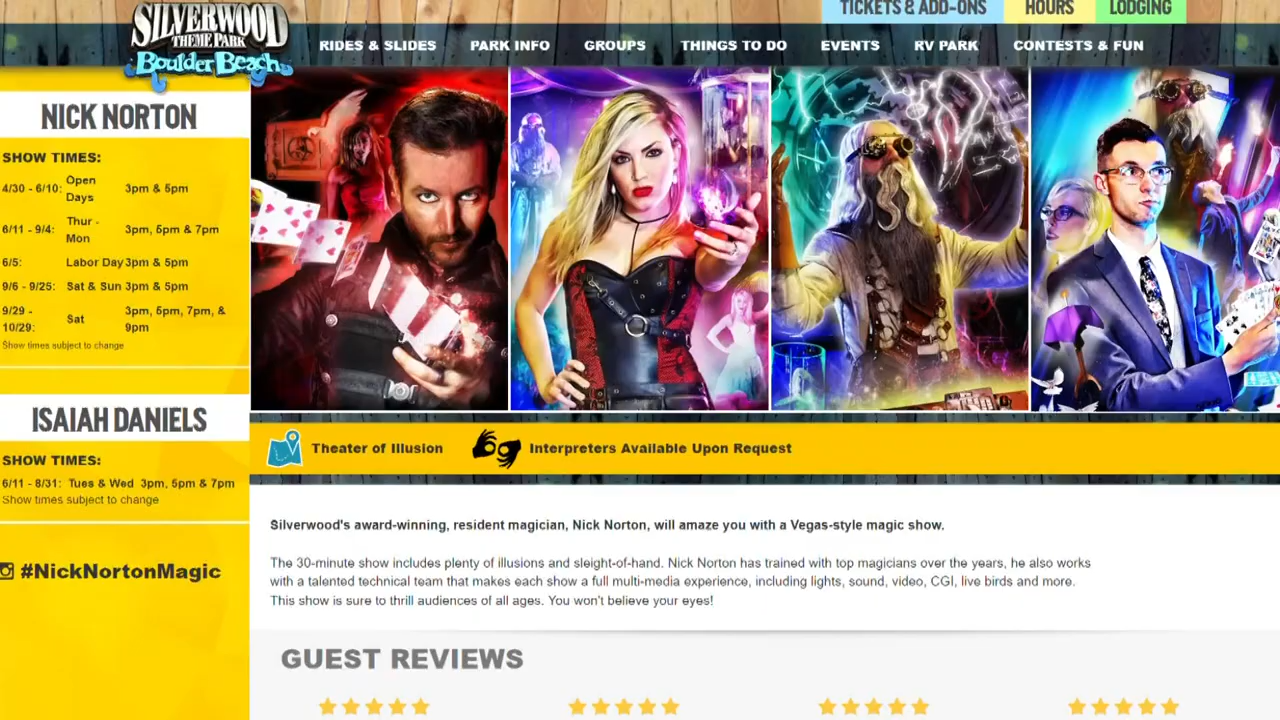 TICKETS & ADD-ONS HOURS LODGING
SILVERWOOD
THEME PARK
Boulder Beach
RIDES & SLIDES PARK INFO GROUPS THINGS TO DO EVENTS RV PARK CONTESTS & FUN
NICK NORTON
SHOW TIMES:
4/30 - 6/10: Open Days 3pm & 5pm
6/11 - 9/4: Thur - Mon 3pm, 5pm & 7pm
6/5: Labor Day 3pm & 5pm
9/6 - 9/25: Sat & Sun 3pm & 5pm
9/29 - 10/29: Sat 3pm, 5pm, 7pm, & 9pm
Show times subject to change
ISAIAH DANIELS
SHOW TIMES:
6/11 - 8/31: Tues & Wed 3pm, 5pm & 7pm
Show times subject to change
#NickNortonMagic
Theater of Illusion Interpreters Available Upon Request
Silverwood's award-winning, resident magician, Nick Norton, will amaze you with a Vegas-style magic show.
The 30-minute show includes plenty of illusions and sleight-of-hand. Nick Norton has trained with top magicians over the years, he also works
with a talented technical team that makes each show a full multi-media experience, including lights, sound, video, CGI, live birds and more.
This show is sure to thrill audiences of all ages. You won't believe your eyes!
GUEST REVIEWS